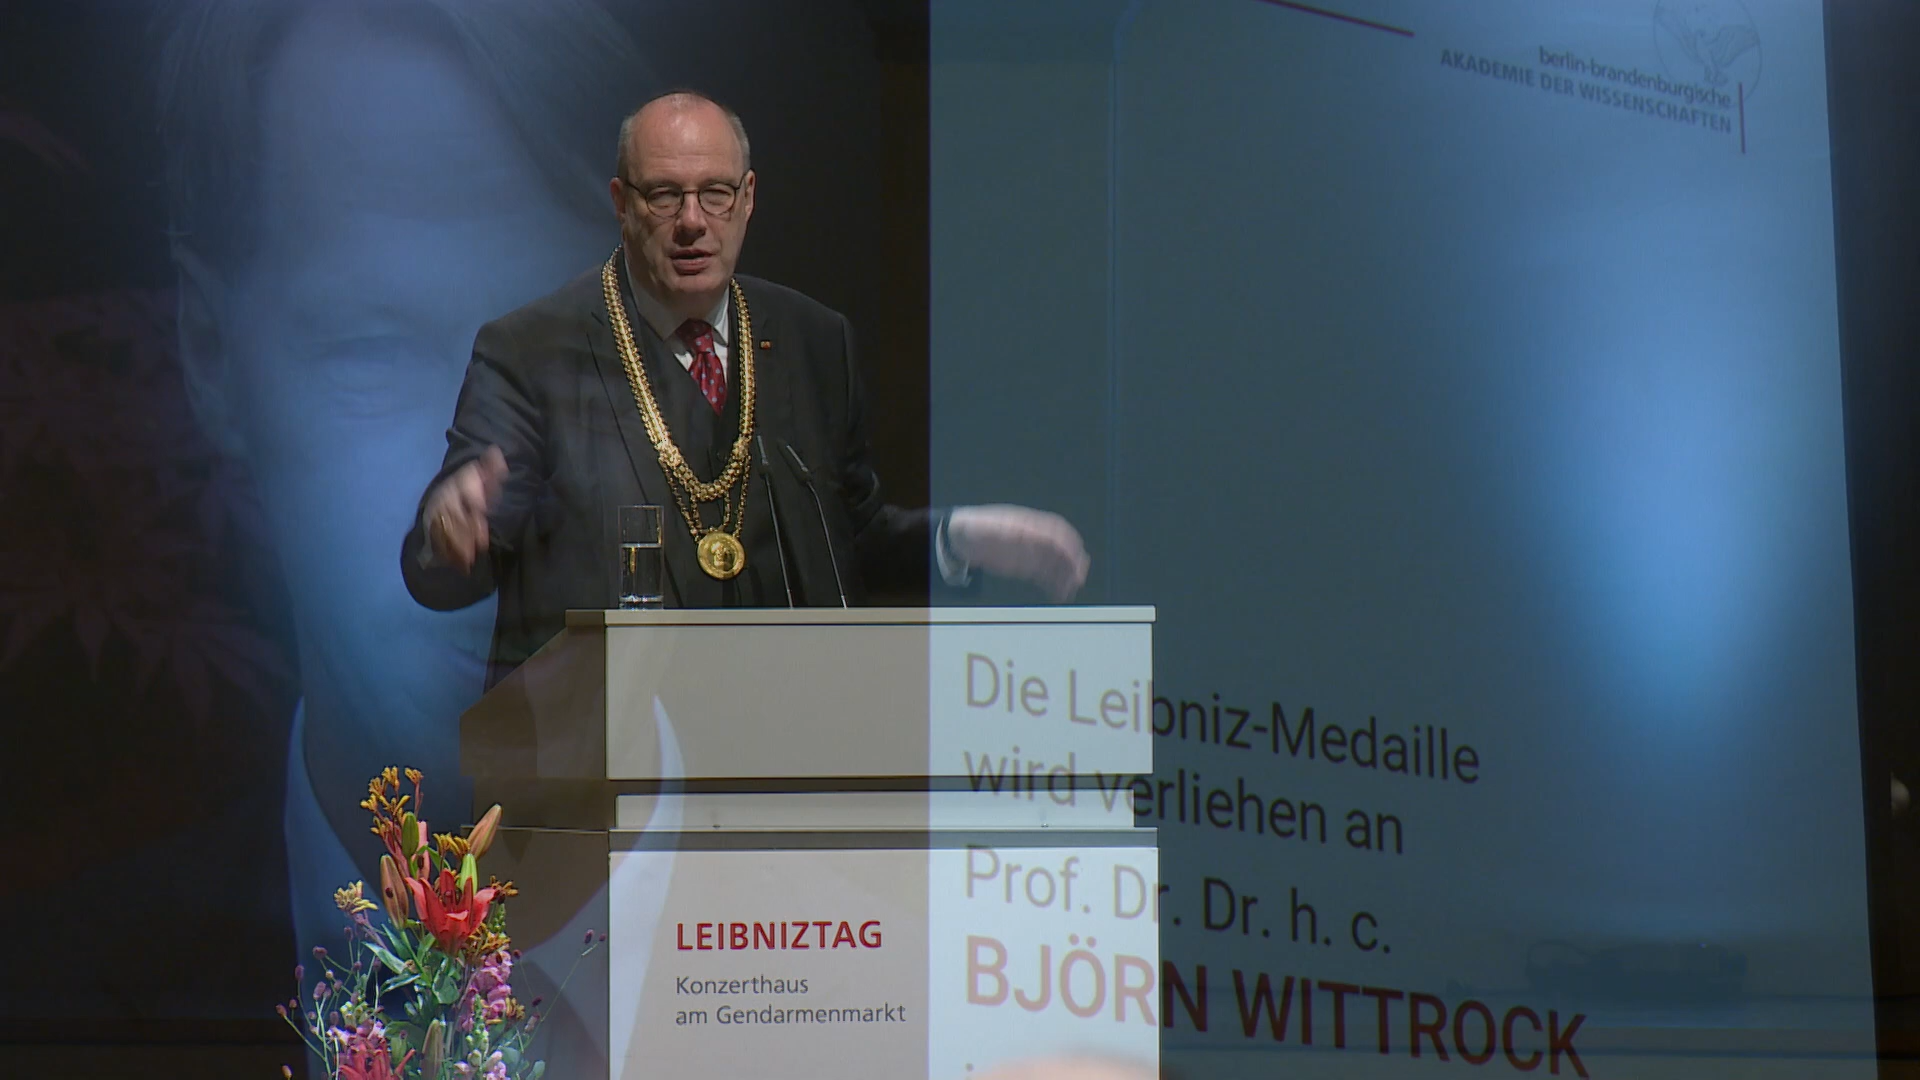 berlin-brandenburgische
AKADEMIE DER WISSENSCHAFTEN
Die Leibniz-Medaille
wird verliehen an
Prof. Dr. Dr. h. c.
BJÖRN WITTROCK
LEIBNIZTAG
Konzerthaus
am Gendarmenmarkt